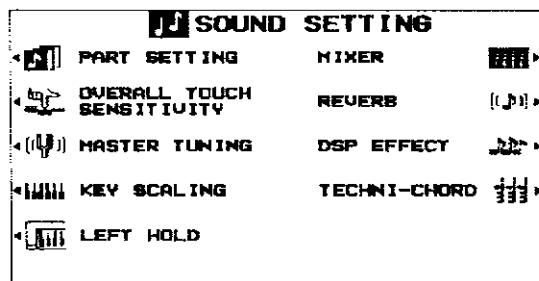 SOUND SETTING
PART SETTING
OVERALL TOUCH
SENSITIVITY
MASTER TUNING
KEY SCALING
LEFT HOLD
MIXER
REVERB
DSP EFFECT
TECHNI-CHORD